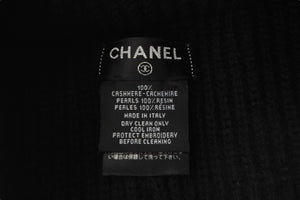 CHANEL
100%
CASHMERE-CACHEMIRE
PEARLS 100% RESIN
PERLES 100% RESINE
MADE IN ITALY
DRY CLEAN ONLY
COOL IRON
PROTECT EMBROIDERY
BEFORE CLEANING